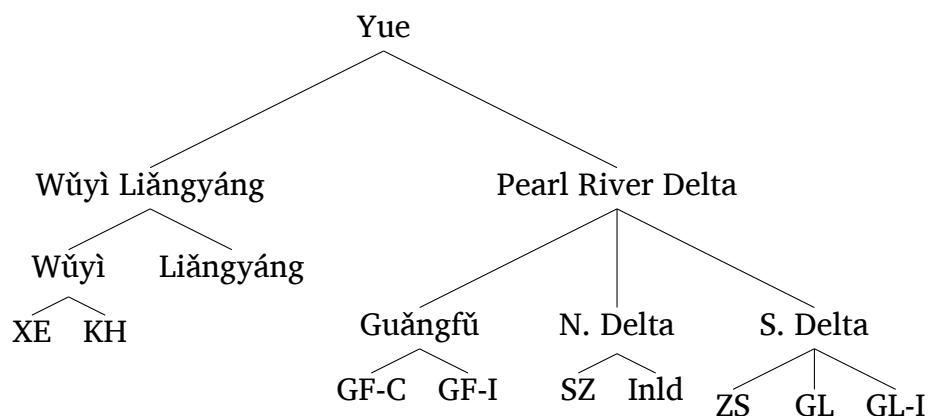 Yue
Wǔyì Liǎngyáng Pearl River Delta
Wǔyì Liǎngyáng
Guǎngfǔ N. Delta S. Delta
XE KH
GF-C GF-I SZ Inld
ZS GL GL-I